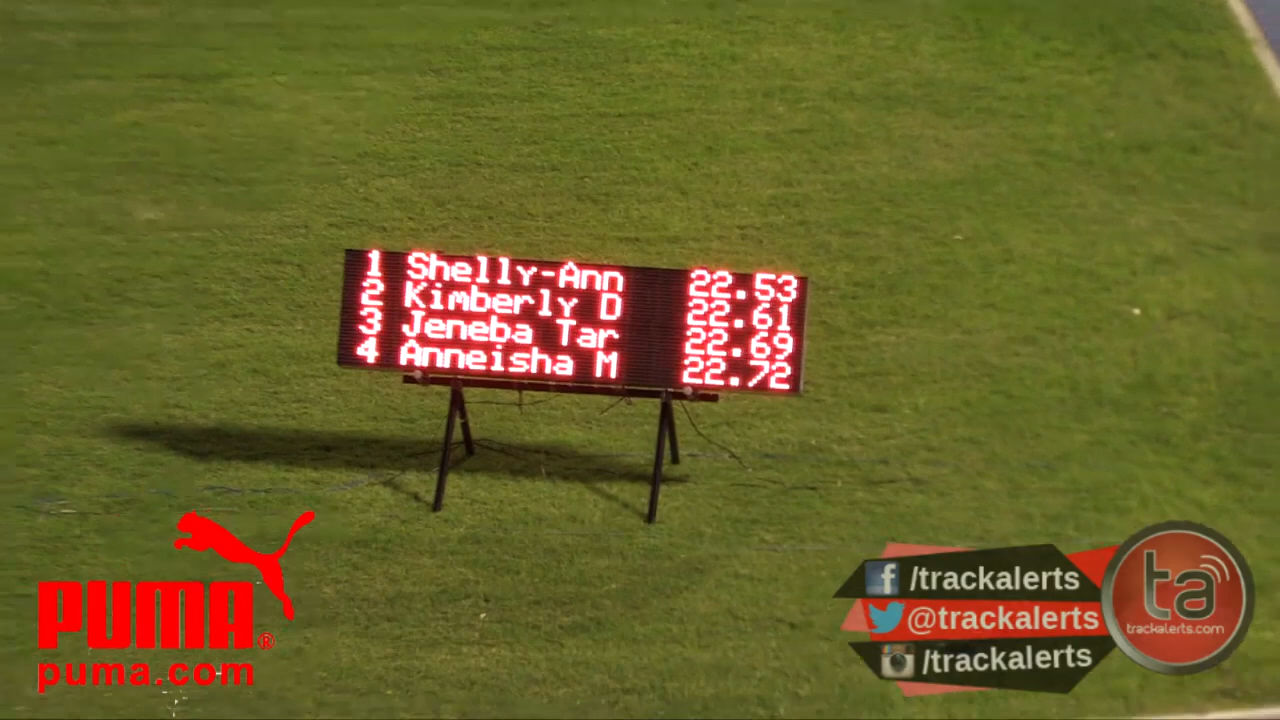 1 Shelly-Ann 22.53
2 Kimberly D 22.61
3 Jeneba Tar 22.69
4 Anneisha M 22.72
PUMA®
puma.com
/trackalerts
@trackalerts
/trackalerts
ta
trackalerts.com